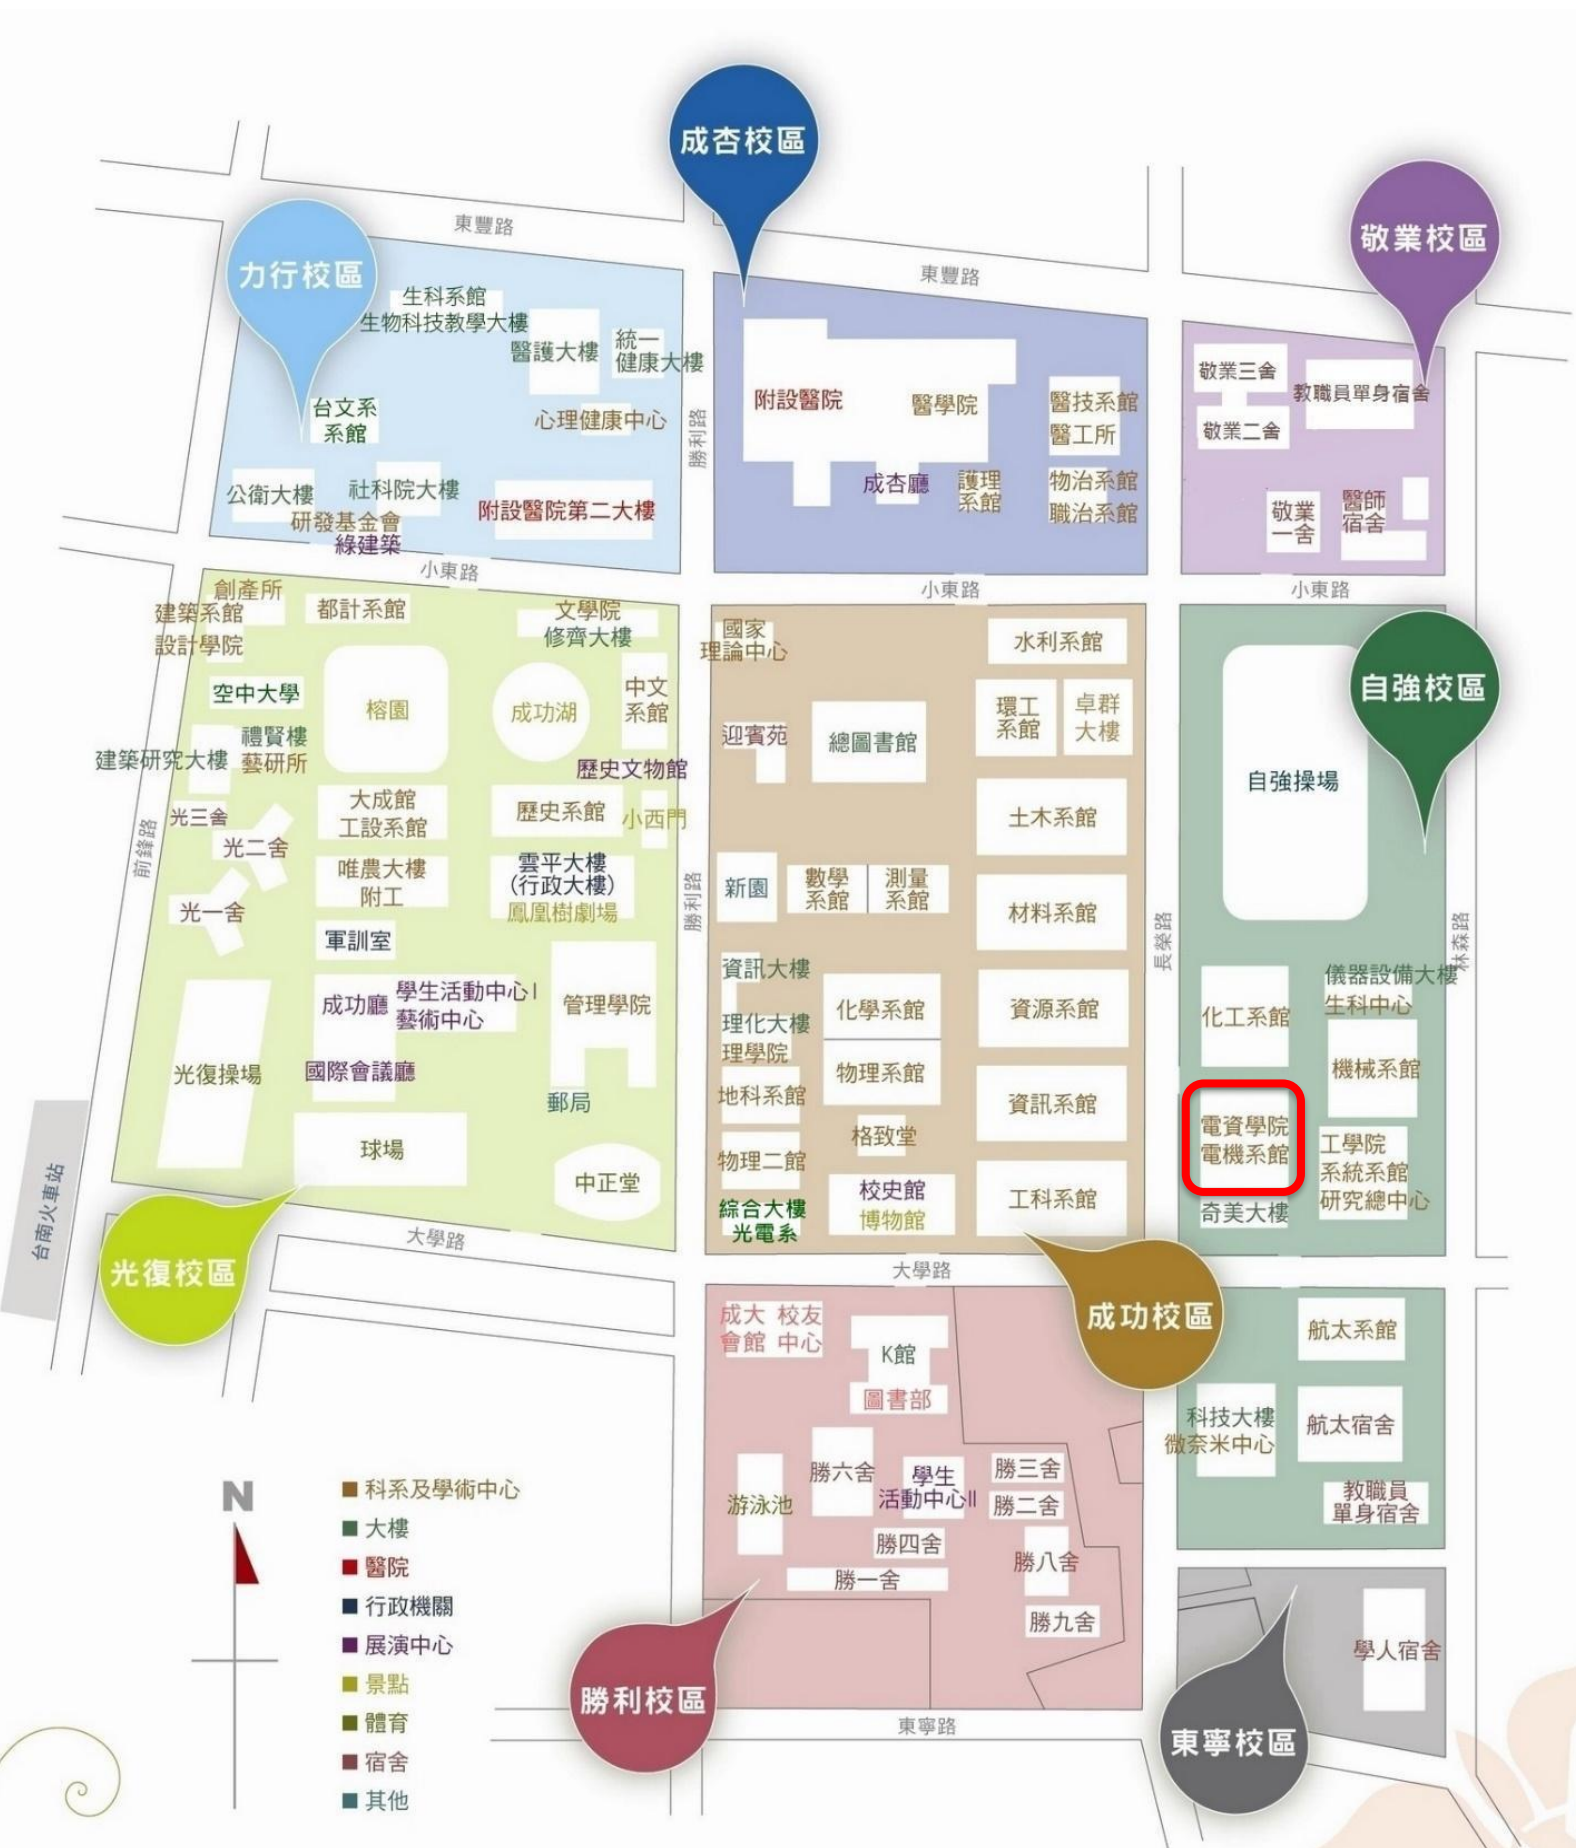 成杏校區
敬業校區
力行校區
東豐路
東豐路
生科系館
生物科技教學大樓
醫護大樓
統一
健康大樓
台文系
系館
心理健康中心
公衛大樓
社科院大樓
研發基金會
綠建築
附設醫院第二大樓
勝利路
附設醫院
醫學院
醫技系館
醫工所
成杏廳
護理
系館
物治系館
職治系館
敬業三舍
教職員單身宿舍
敬業二舍
敬業
一舍
醫師
宿舍
小東路
小東路
小東路
創產所
建築系館
設計學院
都計系館
文學院
修齊大樓
空中大學
榕園
成功湖
中文
系館
禮賢樓
建築研究大樓
藝研所
歷史文物館
光三舍
大成館
工設系館
歷史系館
小西門
光二舍
唯農大樓
附工
雲平大樓
(行政大樓)
鳳凰樹劇場
光一舍
軍訓室
前鋒路
勝利路
成功廳
學生活動中心I
藝術中心
管理學院
光復操場
國際會議廳
郵局
球場
中正堂
台南火車站
光復校區
大學路
國家
理論中心
水利系館
迎賓苑
總圖書館
環工
系館
卓群
大樓
土木系館
新園
數學
系館
測量
系館
材料系館
資訊大樓
化學系館
資源系館
理化大樓
理學院
物理系館
地科系館
資訊系館
格致堂
物理二館
綜合大樓
光電系
校史館
博物館
工科系館
長榮路
自強校區
自強操場
林森路
儀器設備大樓
生科中心
化工系館
機械系館
電資學院
電機系館
工學院
系統系館
研究總中心
奇美大樓
大學路
成功校區
成大
會館
校友
中心
K館
圖書部
航太系館
科技大樓
微奈米中心
航太宿舍
教職員
單身宿舍
游泳池
勝六舍
學生
活動中心II
勝三舍
勝二舍
勝四舍
勝一舍
勝八舍
勝九舍
勝利校區
東寧路
東寧校區
學人宿舍
N
科系及學術中心
大樓
醫院
行政機關
展演中心
景點
體育
宿舍
其他